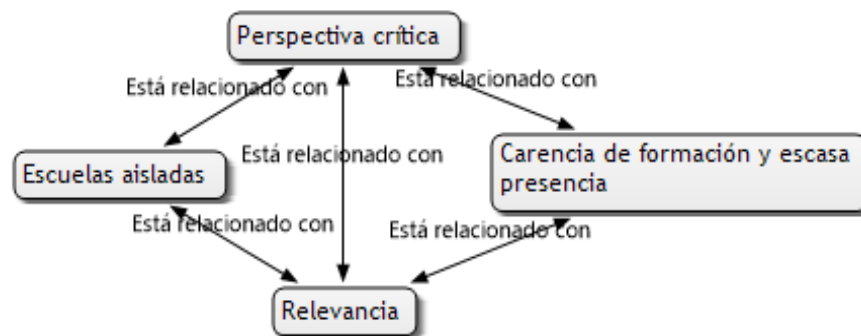 Perspectiva crítica
Está relacionado con
Está relacionado con
Está relacionado con
Escuelas aisladas
Carencia de formación y escasa
presencia
Está relacionado con
Está relacionado con
Relevancia